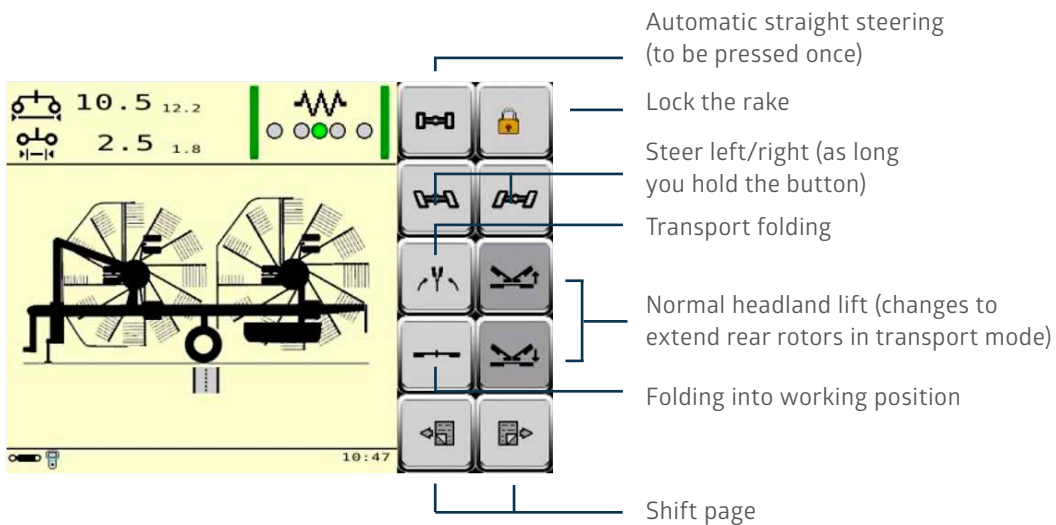 Automatic straight steering
(to be pressed once)
10.5 12.2
2.5 1.8
Lock the rake
Steer left/right (as long
you hold the button)
Transport folding
Normal headland lift (changes to
extend rear rotors in transport mode)
Folding into working position
10:47
Shift page